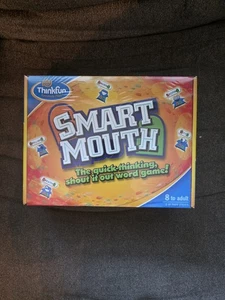 ThinkFun
SMART
MOUTH
The quick-thinking,
shout it out word game!
8 to adult